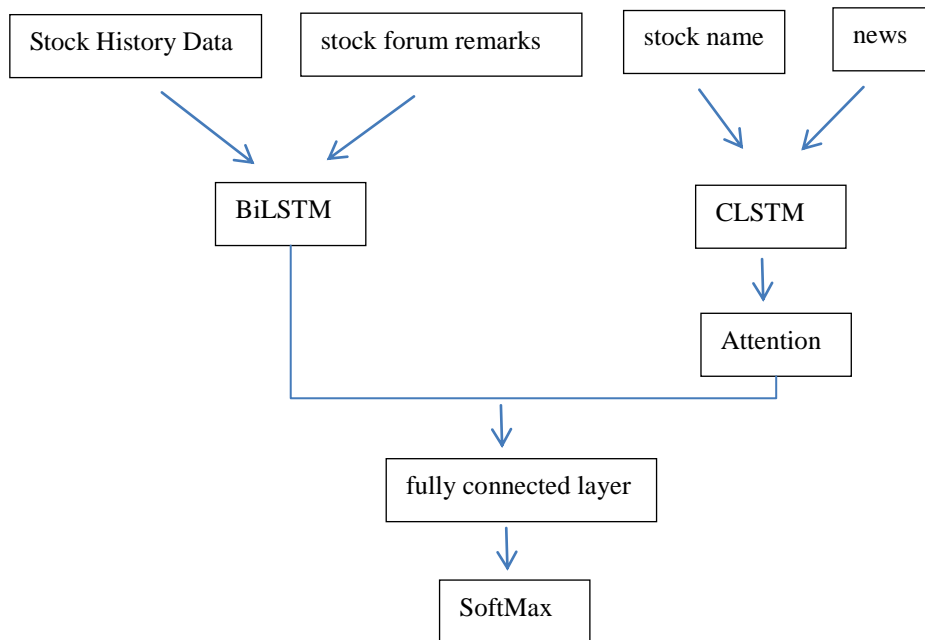 Stock History Data
stock forum remarks
stock name
news
BiLSTM
CLSTM
Attention
fully connected layer
SoftMax